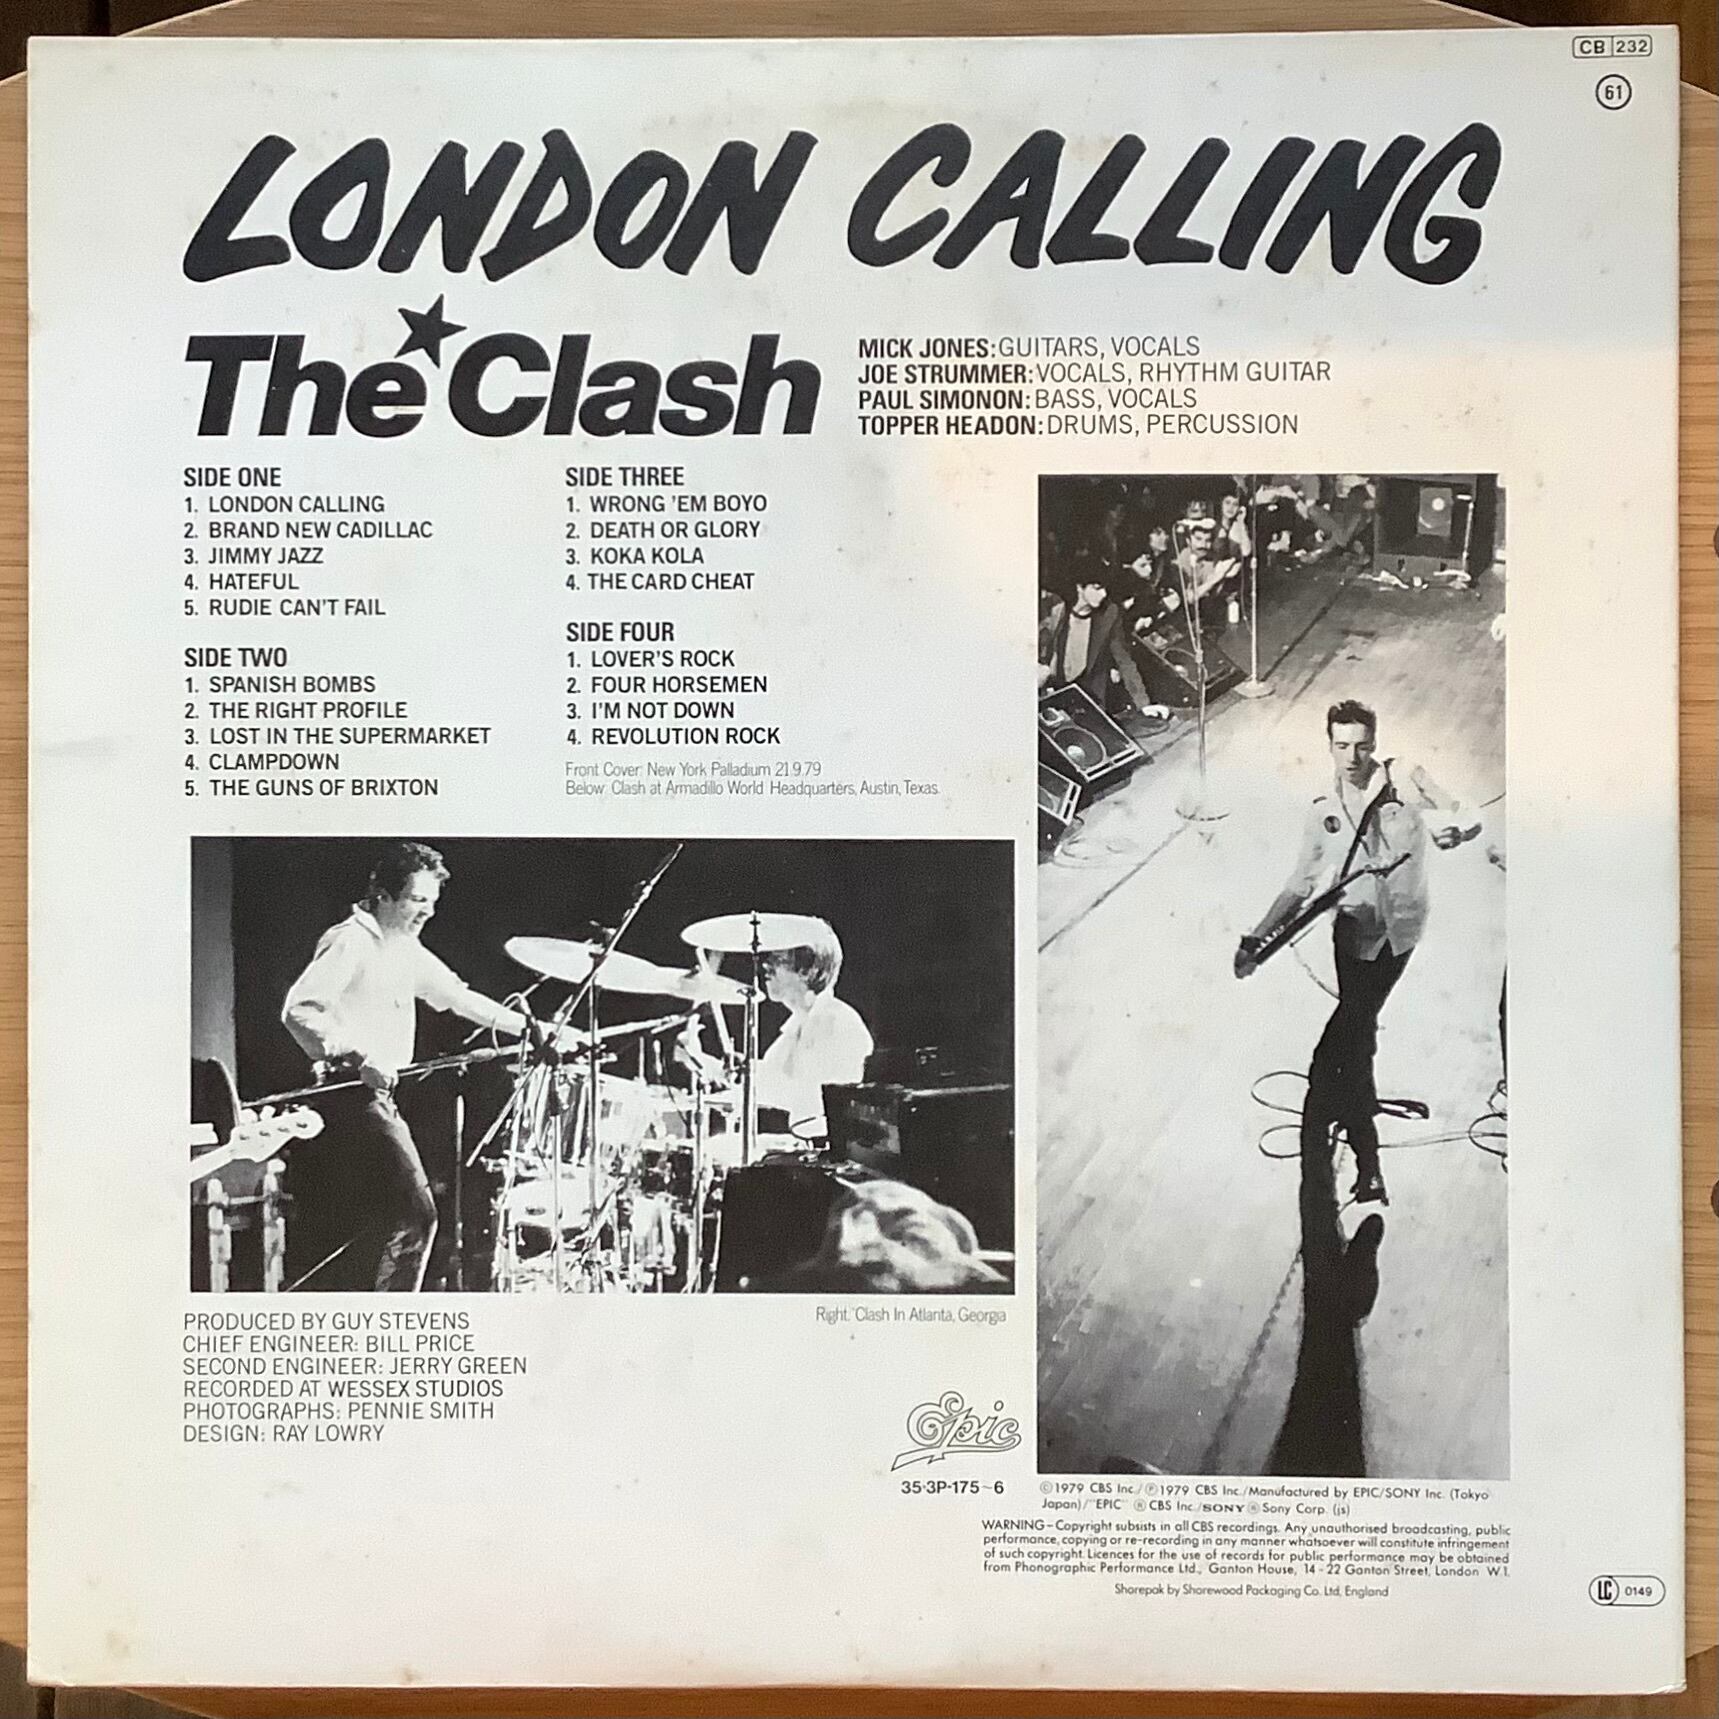 CB 232
61
LONDON CALLING
The Clash
MICK JONES:GUITARS, VOCALS
JOE STRUMMER:VOCALS, RHYTHM GUITAR
PAUL SIMONON:BASS, VOCALS
TOPPER HEADON:DRUMS, PERCUSSION
SIDE ONE
1. LONDON CALLING
2. BRAND NEW CADILLAC
3. JIMMY JAZZ
4. HATEFUL
5. RUDIE CAN'T FAIL
SIDE TWO
1. SPANISH BOMBS
2. THE RIGHT PROFILE
3. LOST IN THE SUPERMARKET
4. CLAMPDOWN
5. THE GUNS OF BRIXTON
SIDE THREE
1. WRONG 'EM BOYO
2. DEATH OR GLORY
3. KOKA KOLA
4. THE CARD CHEAT
SIDE FOUR
1. LOVER'S ROCK
2. FOUR HORSEMEN
3. I'M NOT DOWN
4. REVOLUTION ROCK
Front Cover: New York Palladium 21.9.79
Below: Clash at Armadillo World Headquarters, Austin, Texas.
Right: Clash In Atlanta, Georgia
PRODUCED BY GUY STEVENS
CHIEF ENGINEER: BILL PRICE
SECOND ENGINEER: JERRY GREEN
RECORDED AT WESSEX STUDIOS
PHOTOGRAPHS: PENNIE SMITH
DESIGN: RAY LOWRY
Epic
35·3P-175~6
©1979 CBS Inc./℗1979 CBS Inc./Manufactured by EPIC/SONY Inc. (Tokyo
Japan)/"EPIC" ® CBS Inc./SONY ® Sony Corp. (js)
WARNING–Copyright subsists in all CBS recordings. Any unauthorised broadcasting, public
performance, copying or re-recording in any manner whatsoever will constitute infringement
of such copyright. Licences for the use of records for public performance may be obtained
from Phonographic Performance Ltd., Ganton House, 14-22 Ganton Street, London W.1.
Shorepak by Shorewood Packaging Co. Ltd, England
LC 0149